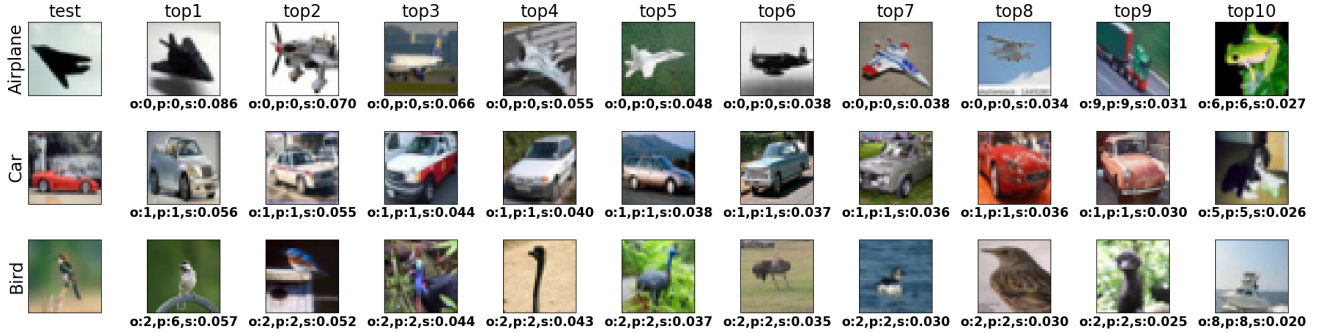 test top1 top2 top3 top4 top5 top6 top7 top8 top9 top10
Airplane
o:0,p:0,s:0.086 o:0,p:0,s:0.070 o:0,p:0,s:0.066 o:0,p:0,s:0.055 o:0,p:0,s:0.048 o:0,p:0,s:0.038 o:0,p:0,s:0.038 o:0,p:0,s:0.034 o:9,p:9,s:0.031 o:6,p:6,s:0.027
Car
o:1,p:1,s:0.056 o:1,p:1,s:0.055 o:1,p:1,s:0.044 o:1,p:1,s:0.040 o:1,p:1,s:0.038 o:1,p:1,s:0.037 o:1,p:1,s:0.036 o:1,p:1,s:0.036 o:1,p:1,s:0.030 o:5,p:5,s:0.026
Bird
o:2,p:6,s:0.057 o:2,p:2,s:0.052 o:2,p:2,s:0.044 o:2,p:2,s:0.043 o:2,p:2,s:0.037 o:2,p:2,s:0.035 o:2,p:2,s:0.030 o:2,p:2,s:0.030 o:2,p:2,s:0.025 o:8,p:8,s:0.020